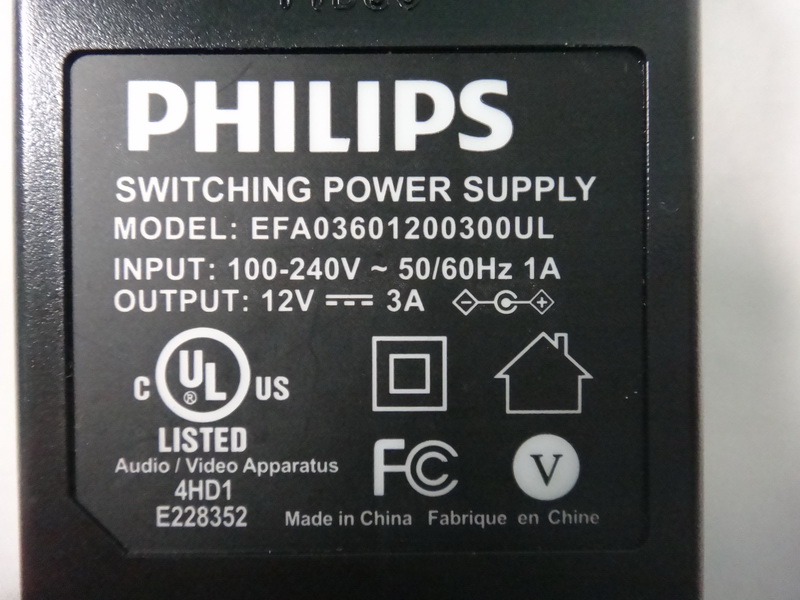 PHILIPS
SWITCHING POWER SUPPLY
MODEL: EFA03601200300UL
INPUT: 100-240V ~ 50/60Hz 1A
OUTPUT: 12V ⎓ 3A
C UL ® US
LISTED
Audio / Video Apparatus
4HD1
E228352
FC
V
Made in China Fabrique en Chine